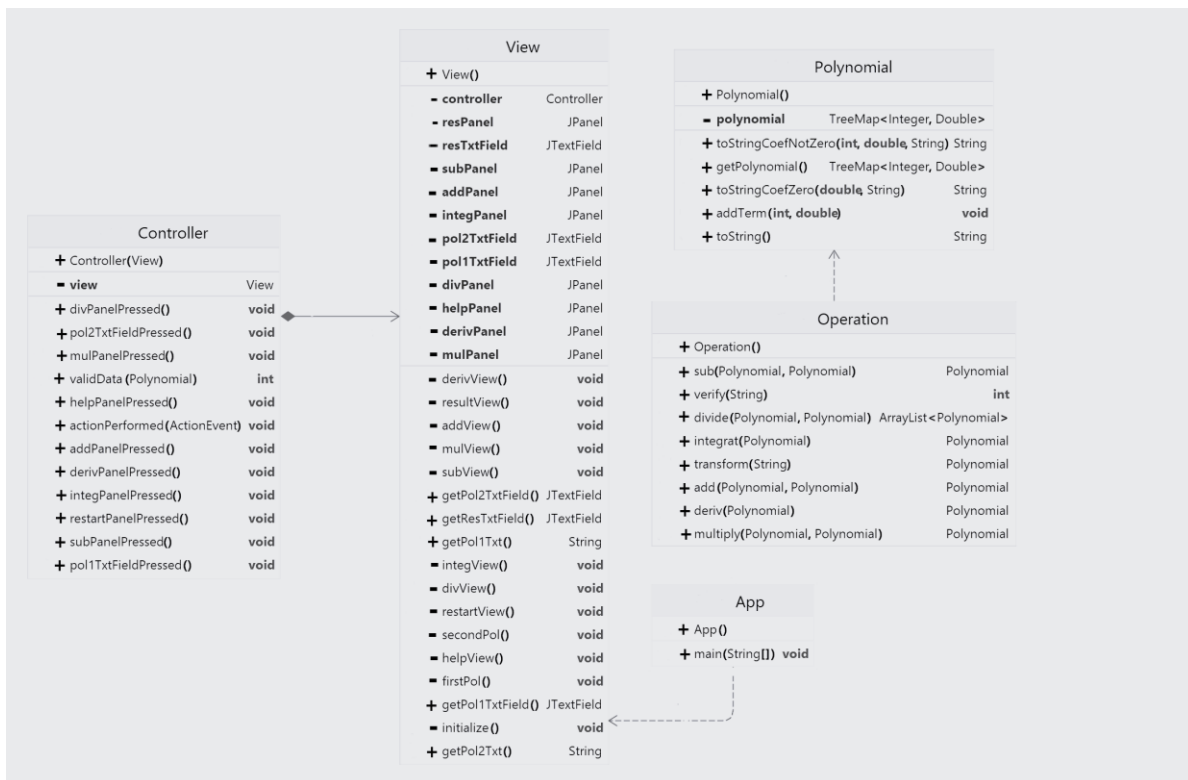 View
+ View()
- controller Controller
- resPanel JPanel
- resTxtField JTextField
- subPanel JPanel
- addPanel JPanel
- integPanel JPanel
- pol2TxtField JTextField
- pol1TxtField JTextField
- divPanel JPanel
- helpPanel JPanel
- derivPanel JPanel
- mulPanel JPanel
- derivView() void
- resultView() void
- addView() void
- mulView() void
- subView() void
+ getPol2TxtField() JTextField
+ getResTxtField() JTextField
+ getPol1Txt() String
- integView() void
- divView() void
- restartView() void
- secondPol() void
- helpView() void
- firstPol() void
+ getPol1TxtField() JTextField
- initialize() void
+ getPol2Txt() String
Polynomial
+ Polynomial()
- polynomial TreeMap<Integer, Double>
+ toStringCoefNotZero(int, double, String) String
+ getPolynomial() TreeMap<Integer, Double>
+ toStringCoefZero(double, String) String
+ addTerm(int, double) void
+ toString() String
Controller
+ Controller(View)
- view View
+ divPanelPressed() void
+ pol2TxtFieldPressed() void
+ mulPanelPressed() void
+ validData(Polynomial) int
+ helpPanelPressed() void
+ actionPerformed(ActionEvent) void
+ addPanelPressed() void
+ derivPanelPressed() void
+ integPanelPressed() void
+ restartPanelPressed() void
+ subPanelPressed() void
+ pol1TxtFieldPressed() void
Operation
+ Operation()
+ sub(Polynomial, Polynomial) Polynomial
+ verify(String) int
+ divide(Polynomial, Polynomial) ArrayList<Polynomial>
+ integrat(Polynomial) Polynomial
+ transform(String) Polynomial
+ add(Polynomial, Polynomial) Polynomial
+ deriv(Polynomial) Polynomial
+ multiply(Polynomial, Polynomial) Polynomial
App
+ App()
+ main(String[]) void